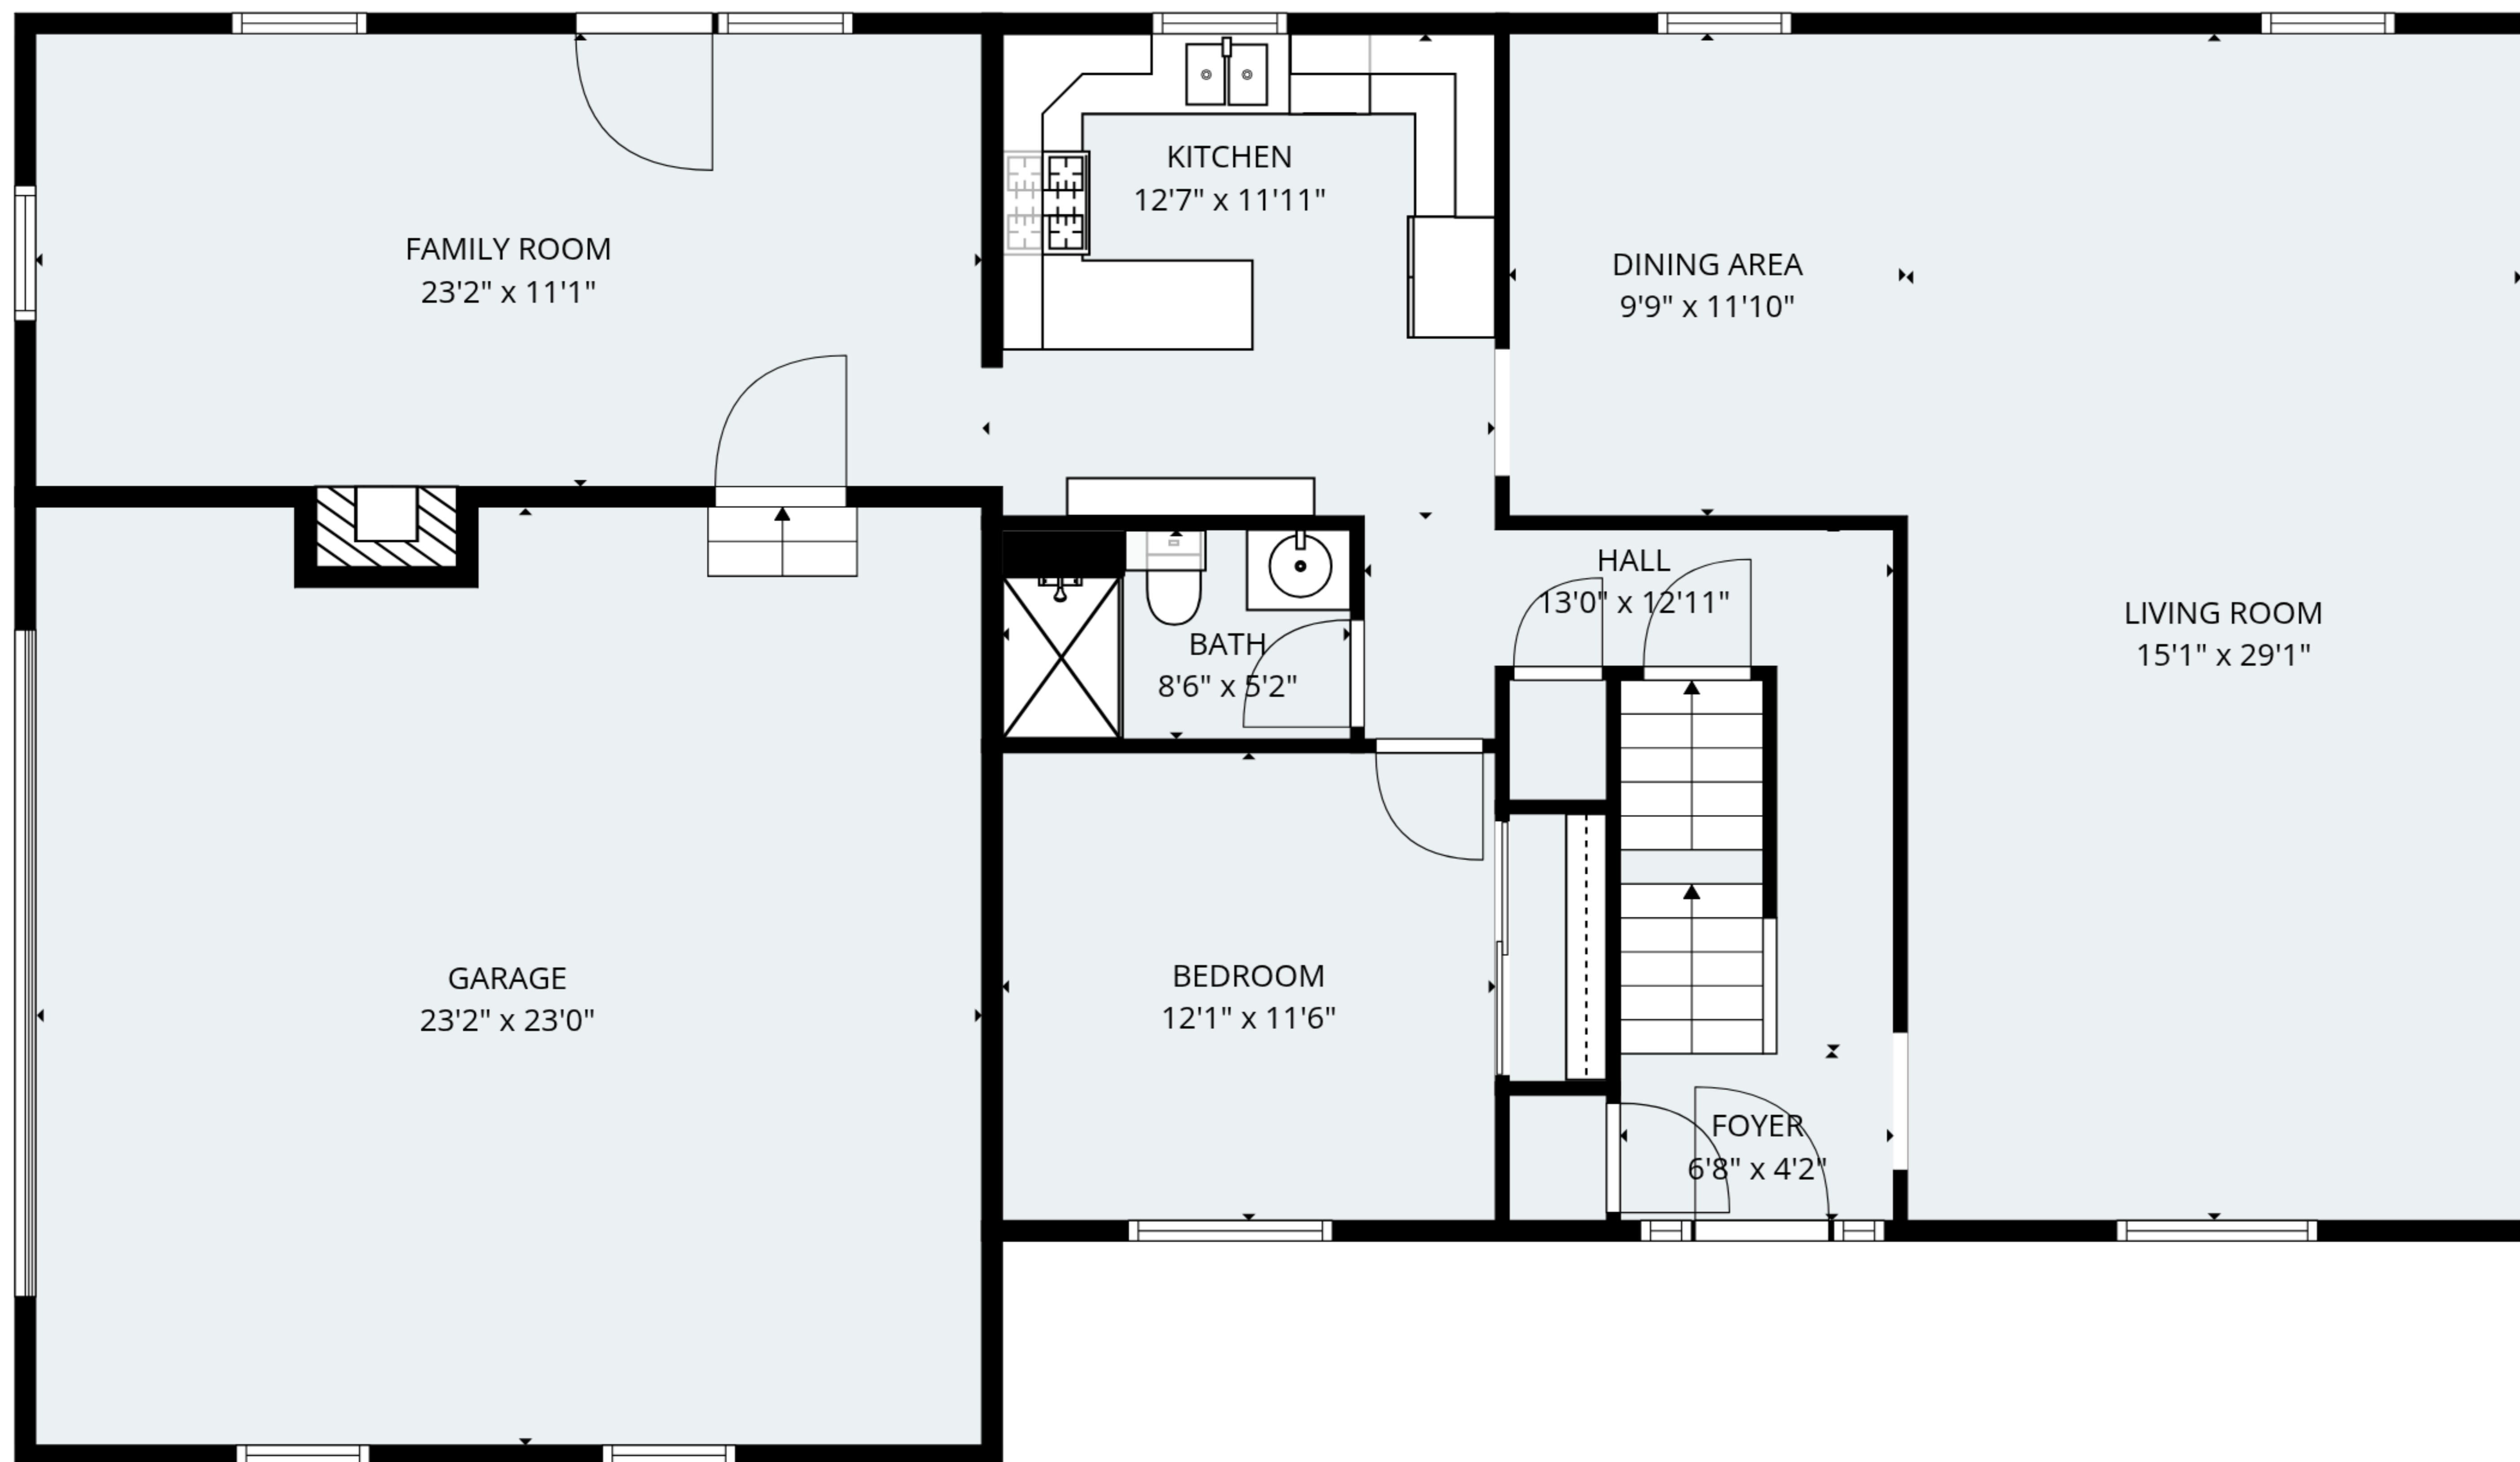 KITCHEN
12'7" x 11'11"
FAMILY ROOM
23'2" x 11'1"
DINING AREA
9'9" x 11'10"
HALL
13'0" x 12'11"
LIVING ROOM
15'1" x 29'1"
BATH
8'6" x 5'2"
GARAGE
23'2" x 23'0"
BEDROOM
12'1" x 11'6"
FOYER
6'8" x 4'2"